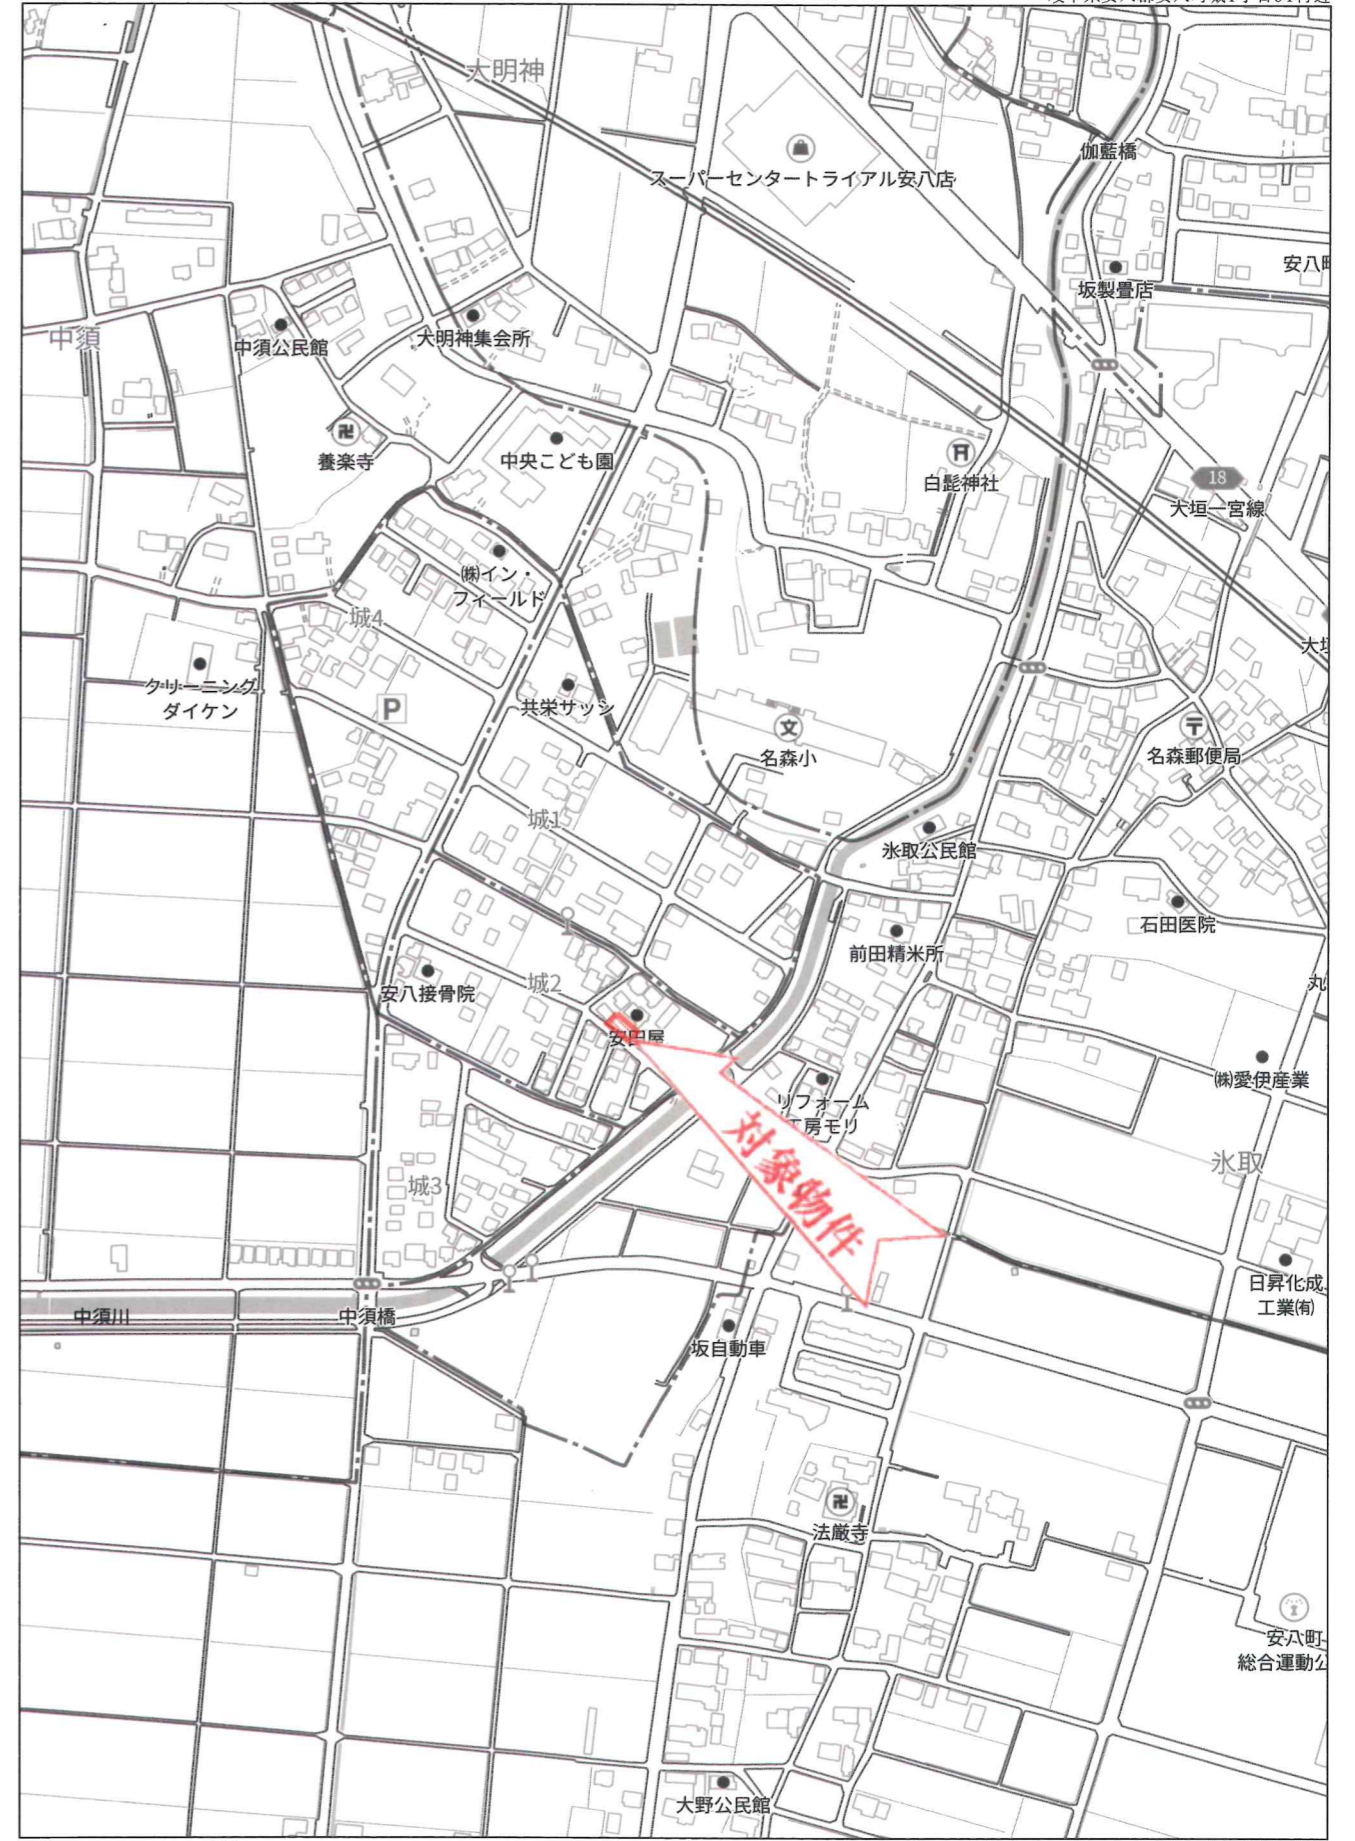 大明神
スーパーセンタートライアル安八店
伽藍橋
坂製畳店
中須
中須公民館
大明神集会所
養楽寺
中央こども園
白髭神社
18
大垣一宮線
㈱イン・
フィールド
城4
クリーニング
ダイケン
P
共栄サッシ
文
名森小
〒
名森郵便局
城1
氷取公民館
石田医院
前田精米所
安八接骨院
城2
安田屋
㈱愛伊産業
リフォーム
工房モリ
対象物件
氷取
城3
日昇化成
工業㈲
中須川
中須橋
坂自動車
卍
法厳寺
安八町
総合運動公
大野公民館